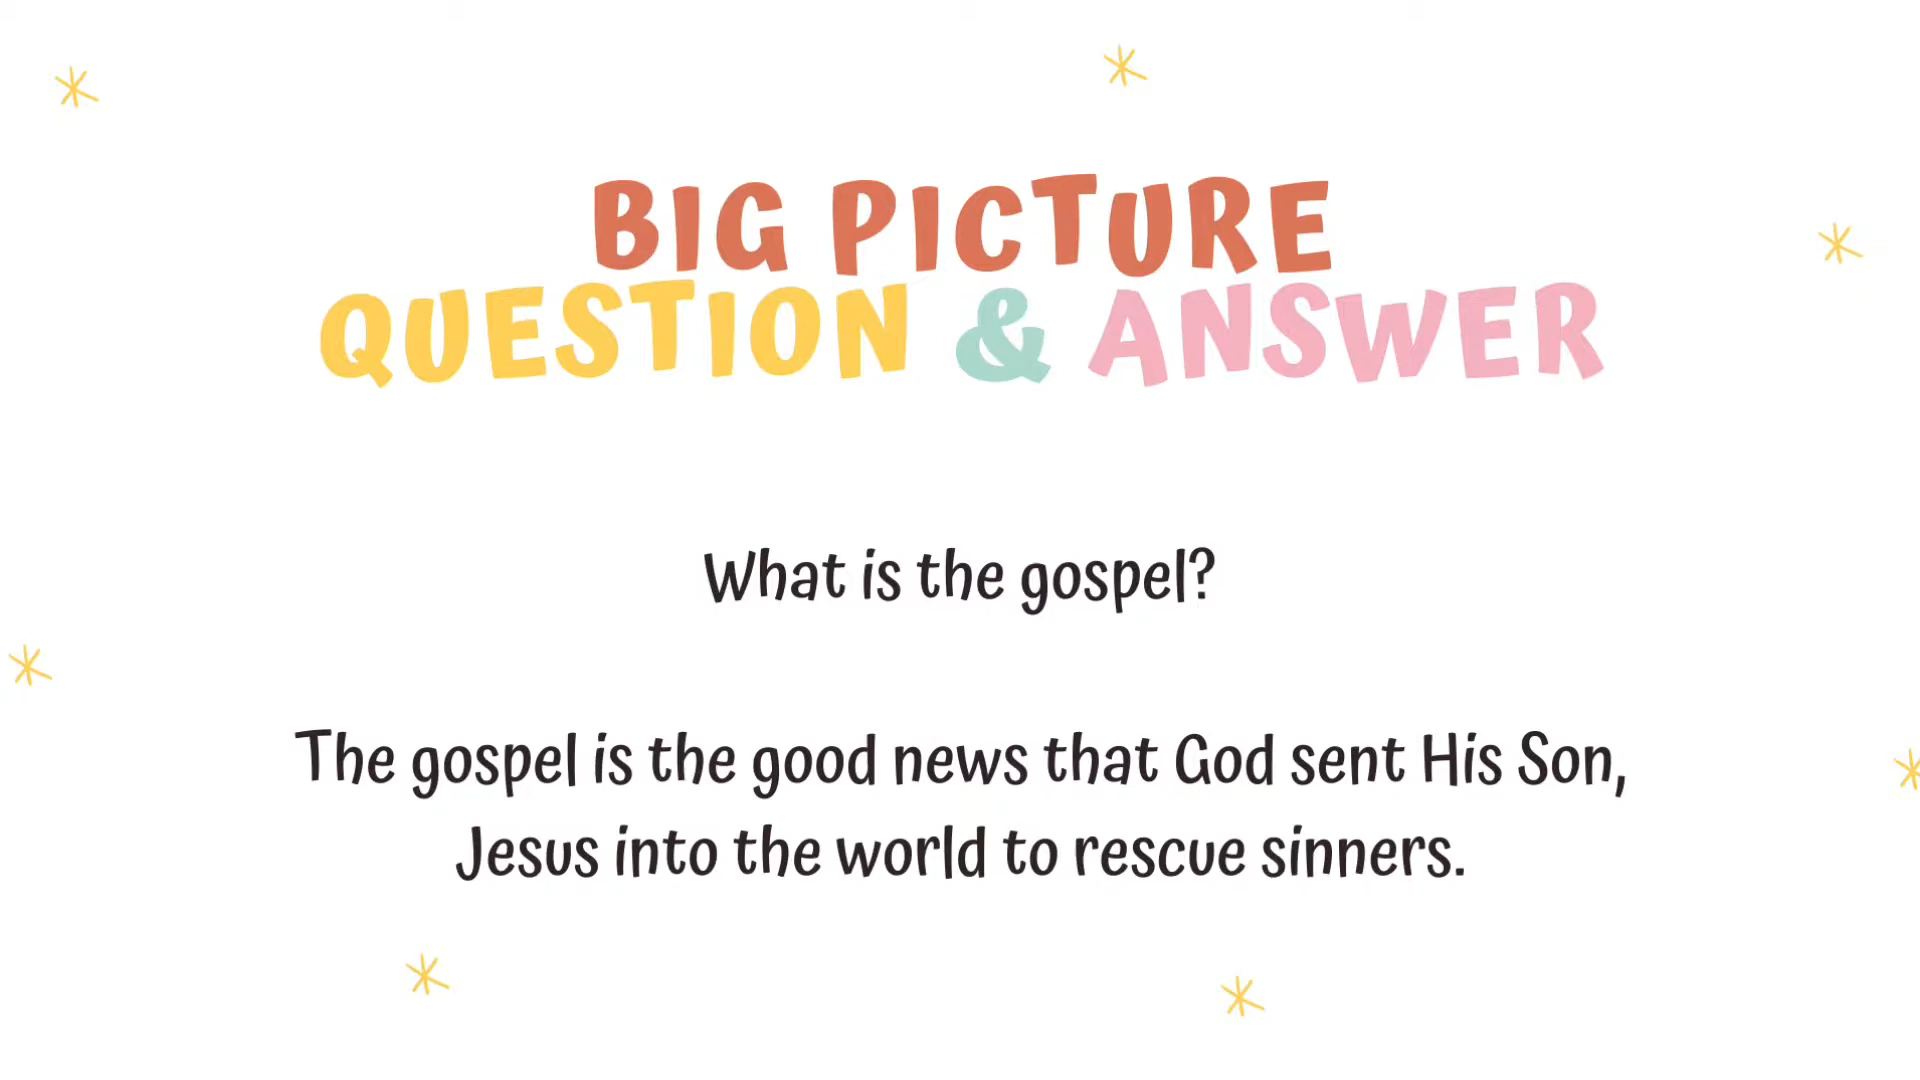 BIG PICTURE
QUESTION & ANSWER
What is the gospel?
The gospel is the good news that God sent His Son,
Jesus into the world to rescue sinners.